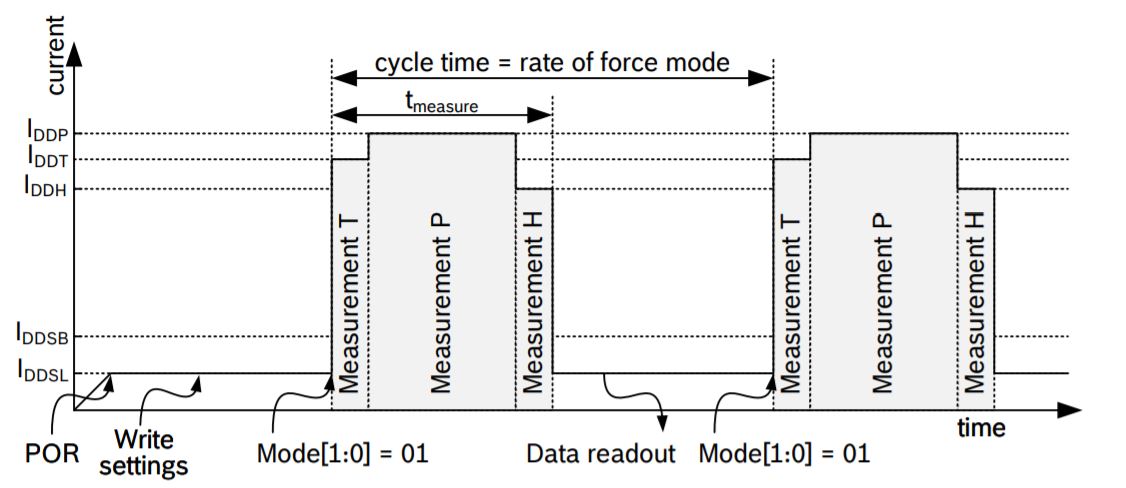 current
cycle time = rate of force mode
tmeasure
IDDP
IDDT
IDDH
IDDSB
IDDSL
Measurement T
Measurement P
Measurement H
Measurement T
Measurement P
Measurement H
time
POR
Write
settings
Mode[1:0] = 01
Data readout
Mode[1:0] = 01